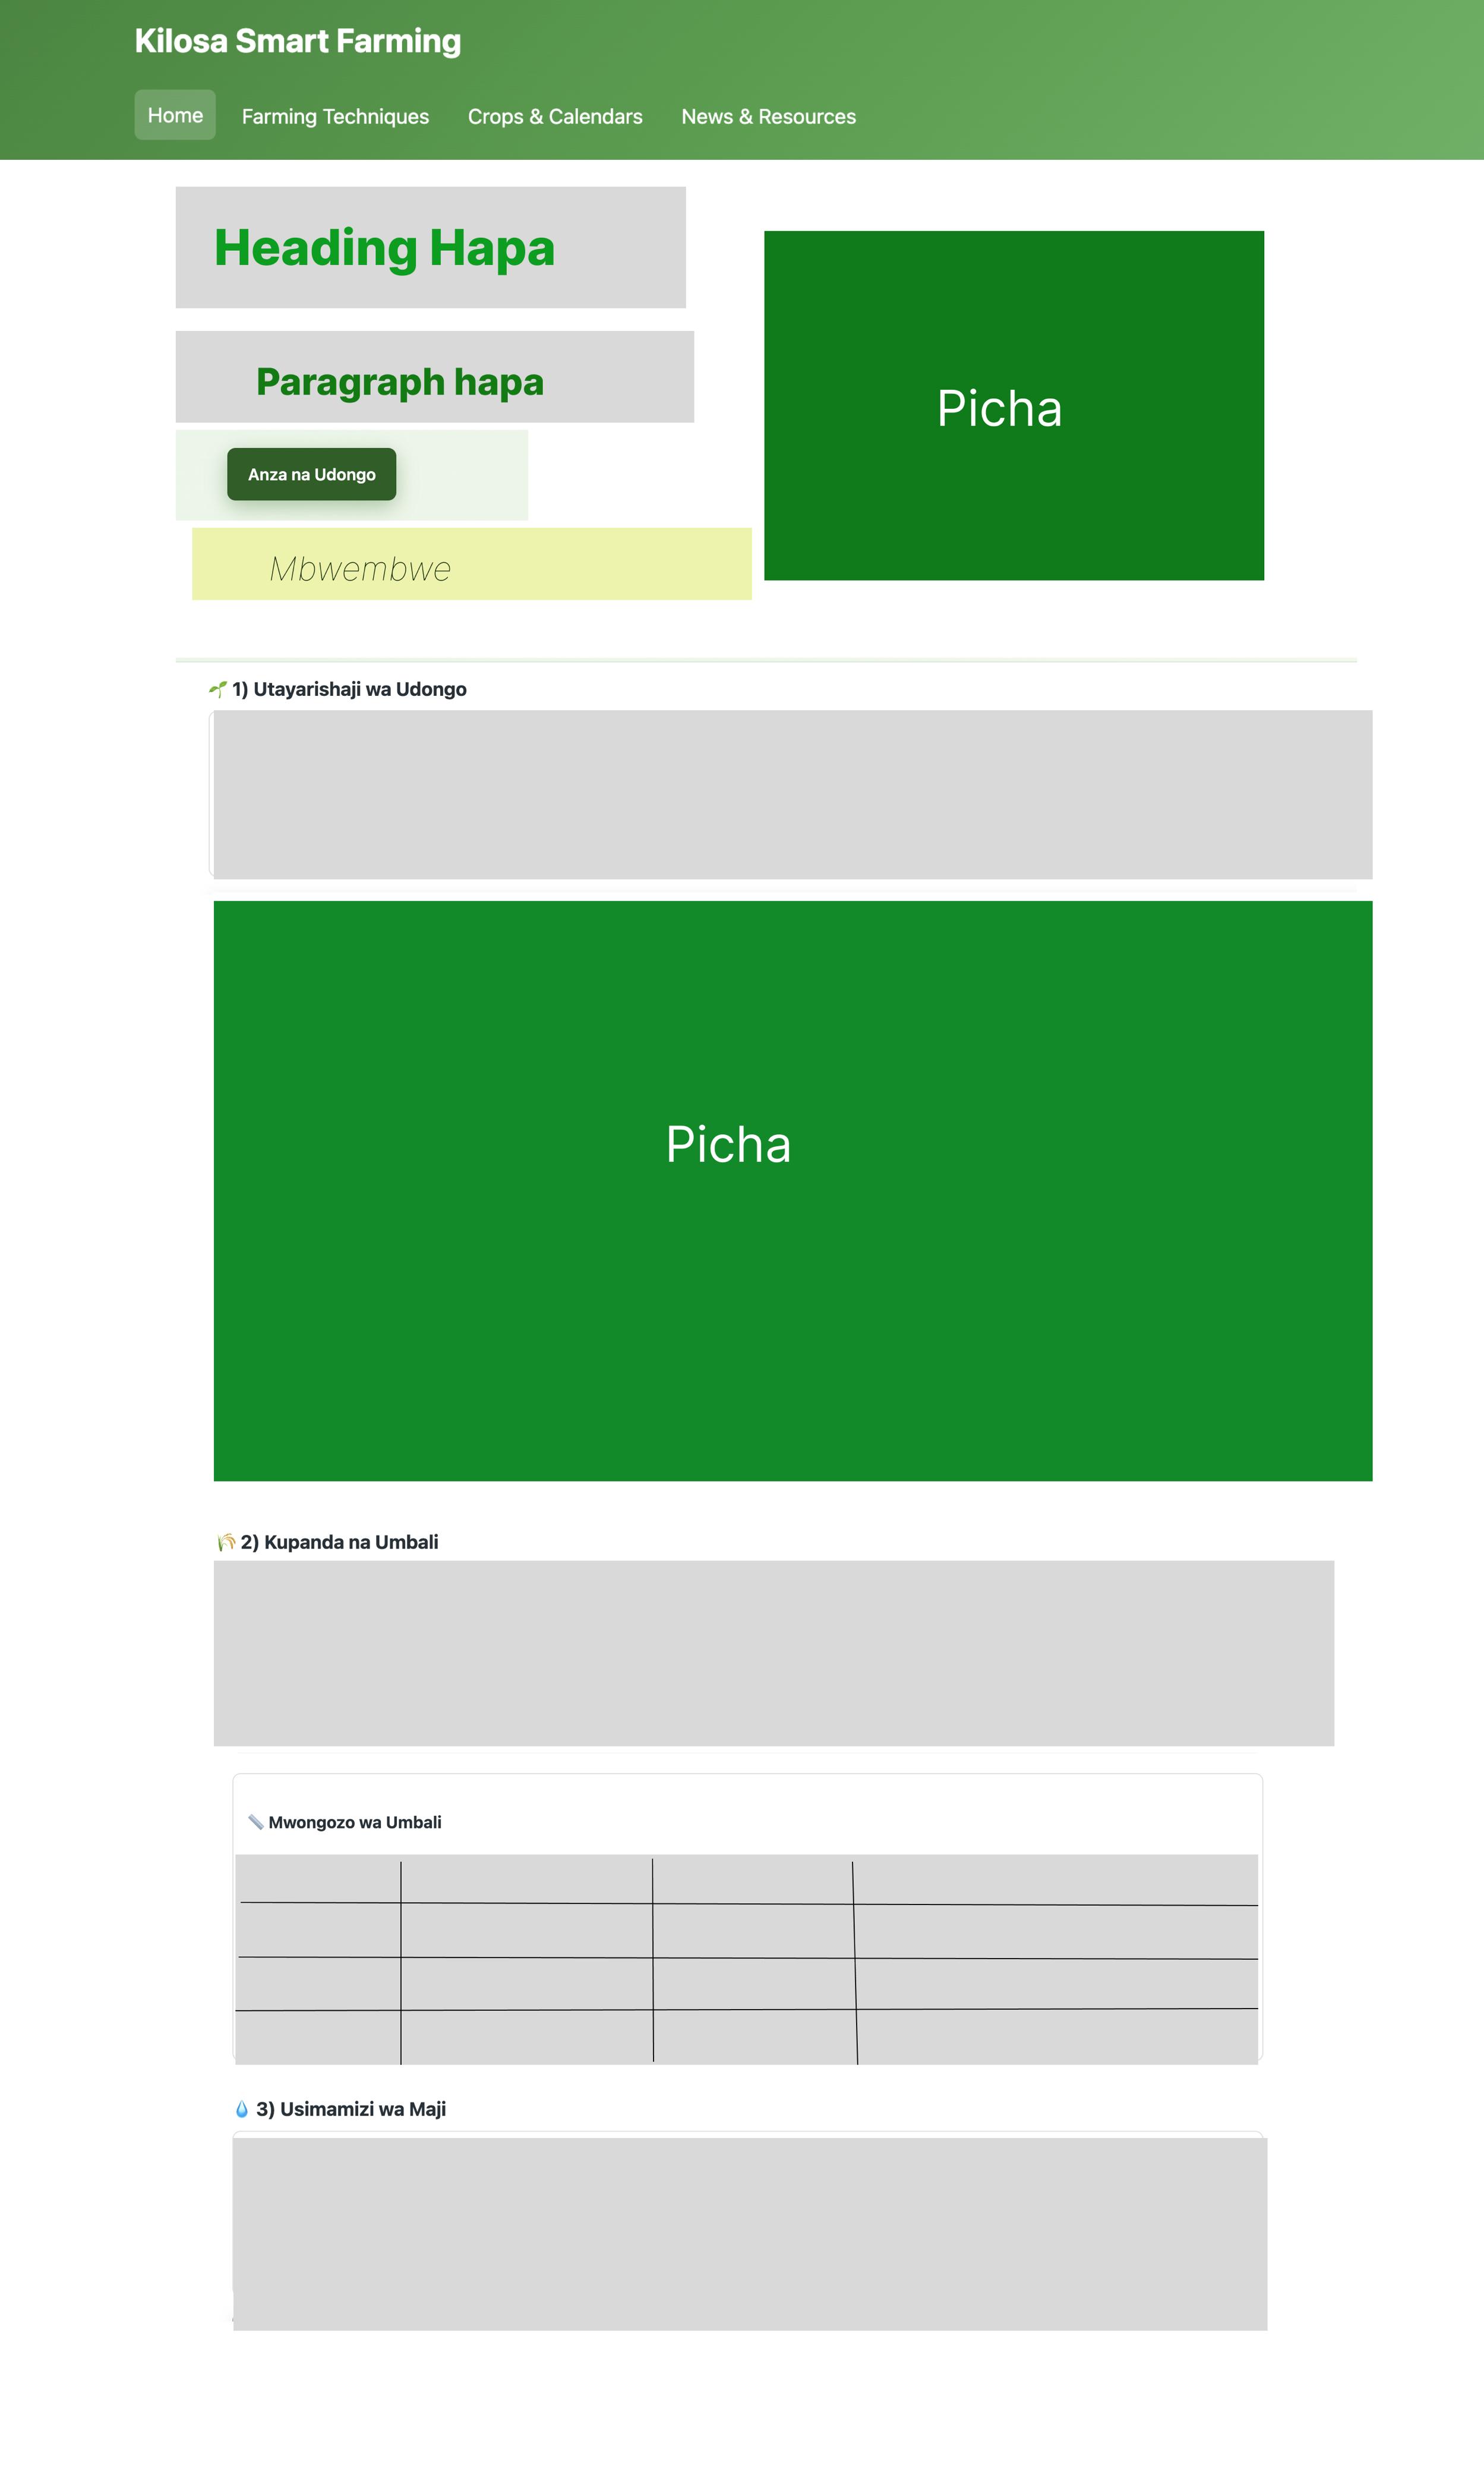 Kilosa Smart Farming
Home Farming Techniques Crops & Calendars News & Resources
Heading Hapa
Paragraph hapa
Anza na Udongo
Mbwembwe
Picha
1) Utayarishaji wa Udongo
Picha
2) Kupanda na Umbali
Mwongozo wa Umbali
3) Usimamizi wa Maji